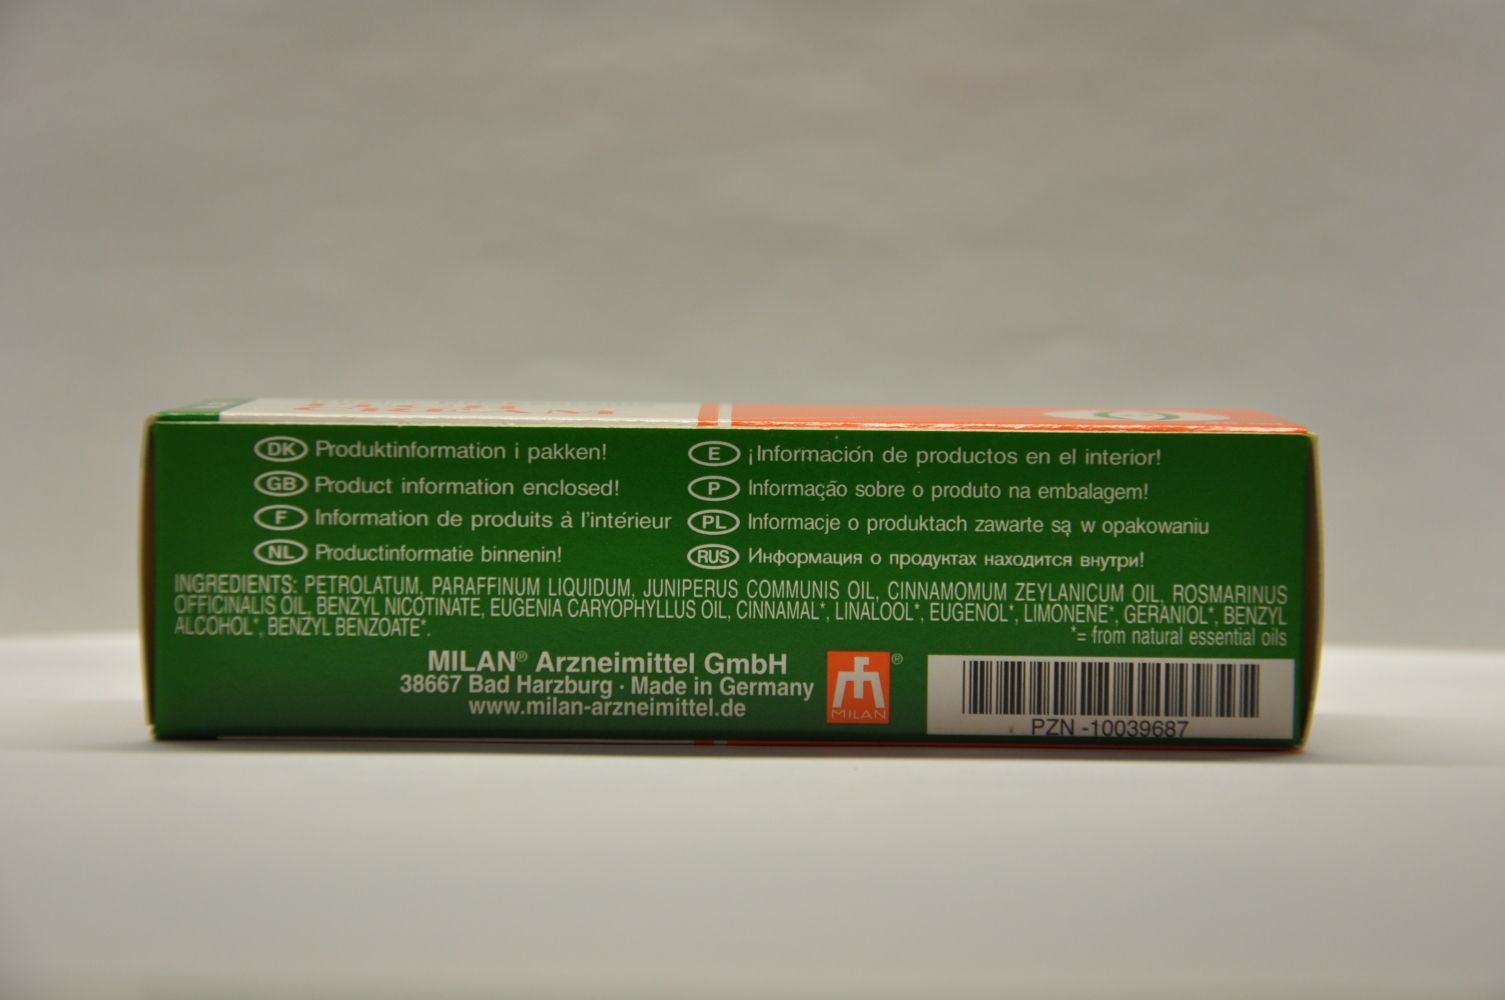 DK Produktinformation i pakken!
GB Product information enclosed!
F Information de produits à l'intérieur
NL Productinformatie binnenin!
E ¡Información de productos en el interior!
P Informação sobre o produto na embalagem!
PL Informacje o produktach zawarte są w opakowaniu
RUS Информация о продуктах находится внутри!
INGREDIENTS: PETROLATUM, PARAFFINUM LIQUIDUM, JUNIPERUS COMMUNIS OIL, CINNAMOMUM ZEYLANICUM OIL, ROSMARINUS
OFFICINALIS OIL, BENZYL NICOTINATE, EUGENIA CARYOPHYLLUS OIL, CINNAMAL*, LINALOOL*, EUGENOL*, LIMONENE*, GERANIOL*, BENZYL
ALCOHOL*, BENZYL BENZOATE*.
*= from natural essential oils
MILAN® Arzneimittel GmbH
38667 Bad Harzburg · Made in Germany
www.milan-arzneimittel.de
MILAN ®
PZN -10039687